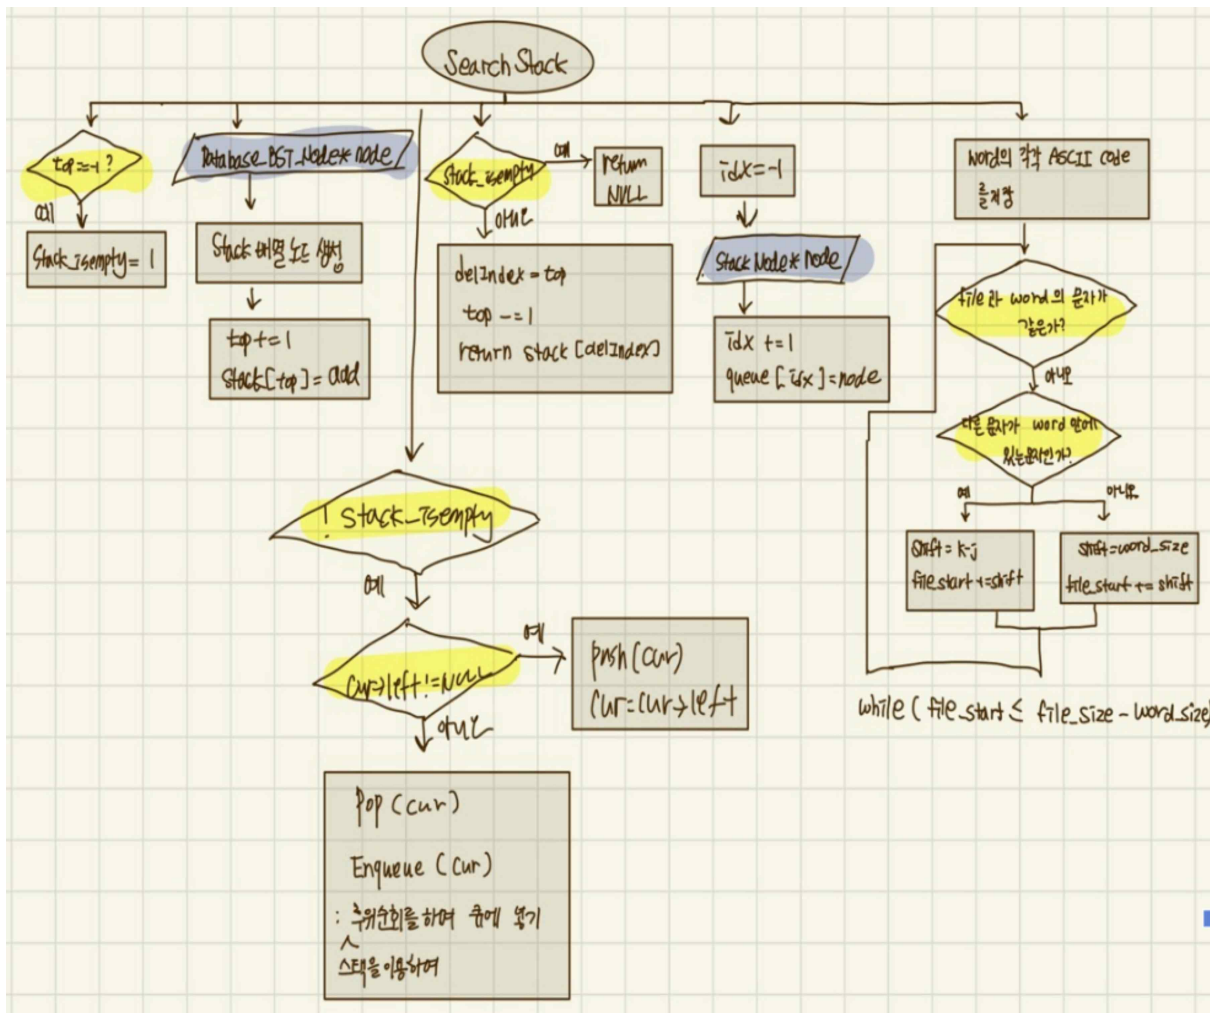 Search Stack
top == -1 ?
예
Stack_isempty = 1
Database_BST_Node* node
Stack 배열 노드 생성
top += 1
Stack[top] = add
Stack_isempty
예
return
NULL
아니오
delIndex = top
top -= 1
return stack [delIndex]
idx = -1
Stack Node* node
idx += 1
queue [idx] = node
word의 각각 ASCII code
를 저장
file과 word의 문자가
같은가?
아니오
다른 문자가 word 안에
있는 문자인가?
예
아니오
shift = k-j
file_start += shift
shift = word_size
file_start += shift
while ( file_start ≤ file_size - word_size)
! Stack_isempty
예
cur→left != NULL
예
push (cur)
cur = cur→left
아니오
Pop (cur)
Enqueue (cur)
: 후위순회를 하며 큐에 넣기
스택을 이용하여